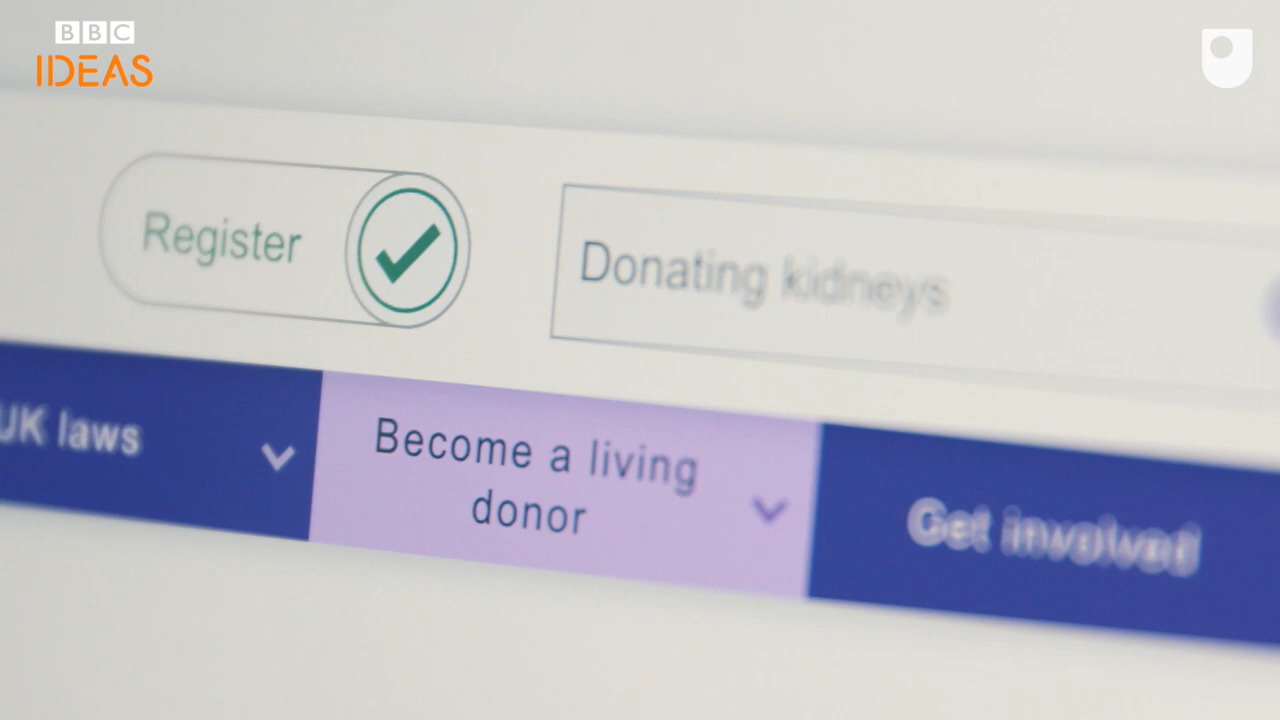 BBC
IDEAS
Register
Donating kidneys
UK laws
Become a living
donor
Get involved